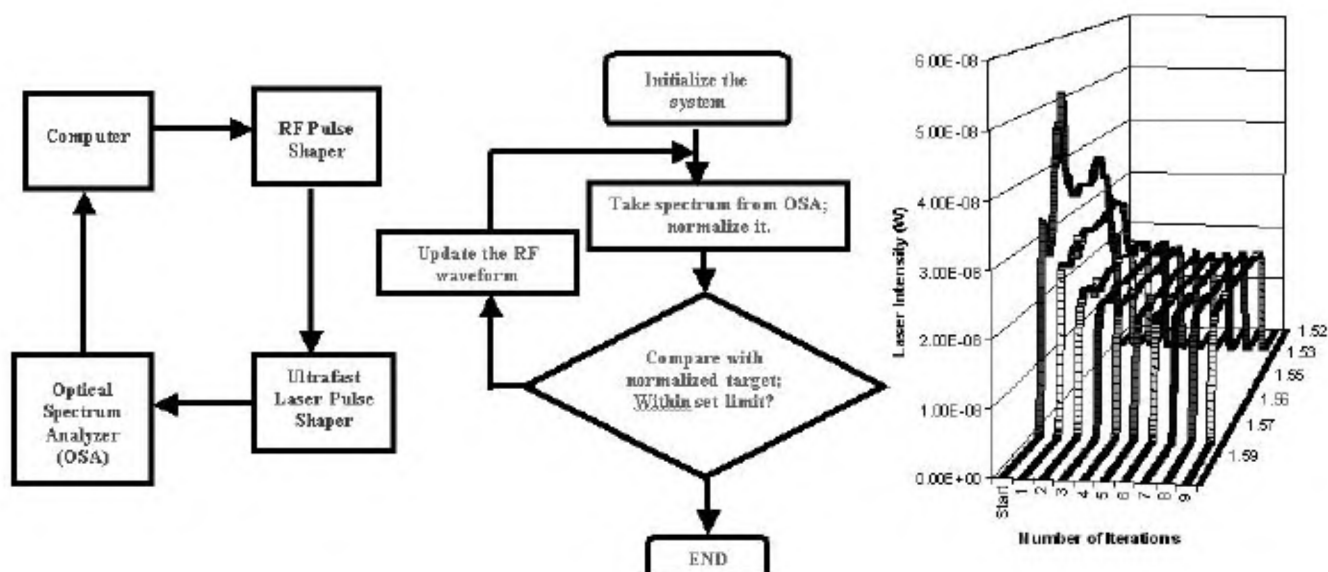 Computer
RF Pulse
Shaper
Optical
Spectrum
Analyzer
(OSA)
Ultrafast
Laser Pulse
Shaper
Initialize the
system
Take spectrum from OSA;
normalize it.
Update the RF
waveform
Compare with
normalized target;
Within set limit?
END
6.00E-08
5.00E-08
4.00E-08
3.00E-08
2.00E-08
1.00E-08
0.00E+00
Laser Intensity (W)
Start
1
2
3
4
5
6
7
8
9
1.52
1.53
1.55
1.56
1.57
1.59
Number of Iterations